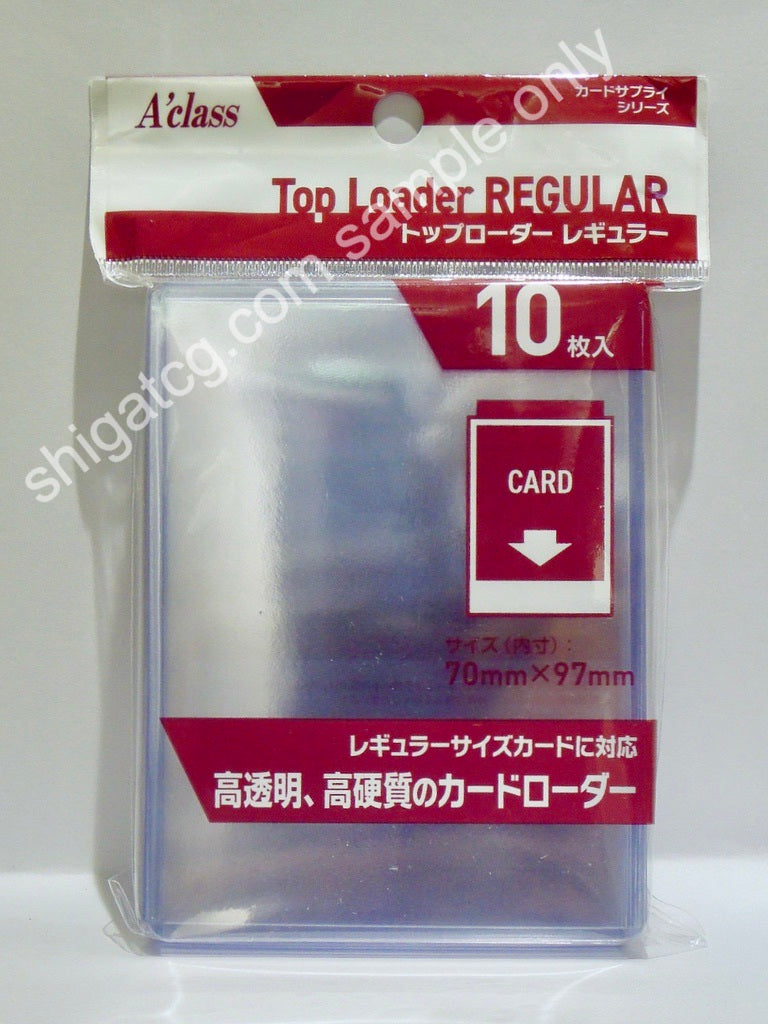 A'class
カードサプライ
シリーズ
Top Loader REGULAR
トップローダー レギュラー
10枚入
CARD
サイズ(内寸):
70mm×97mm
レギュラーサイズカードに対応
高透明、高硬質のカードローダー
shigatcg.com sample only